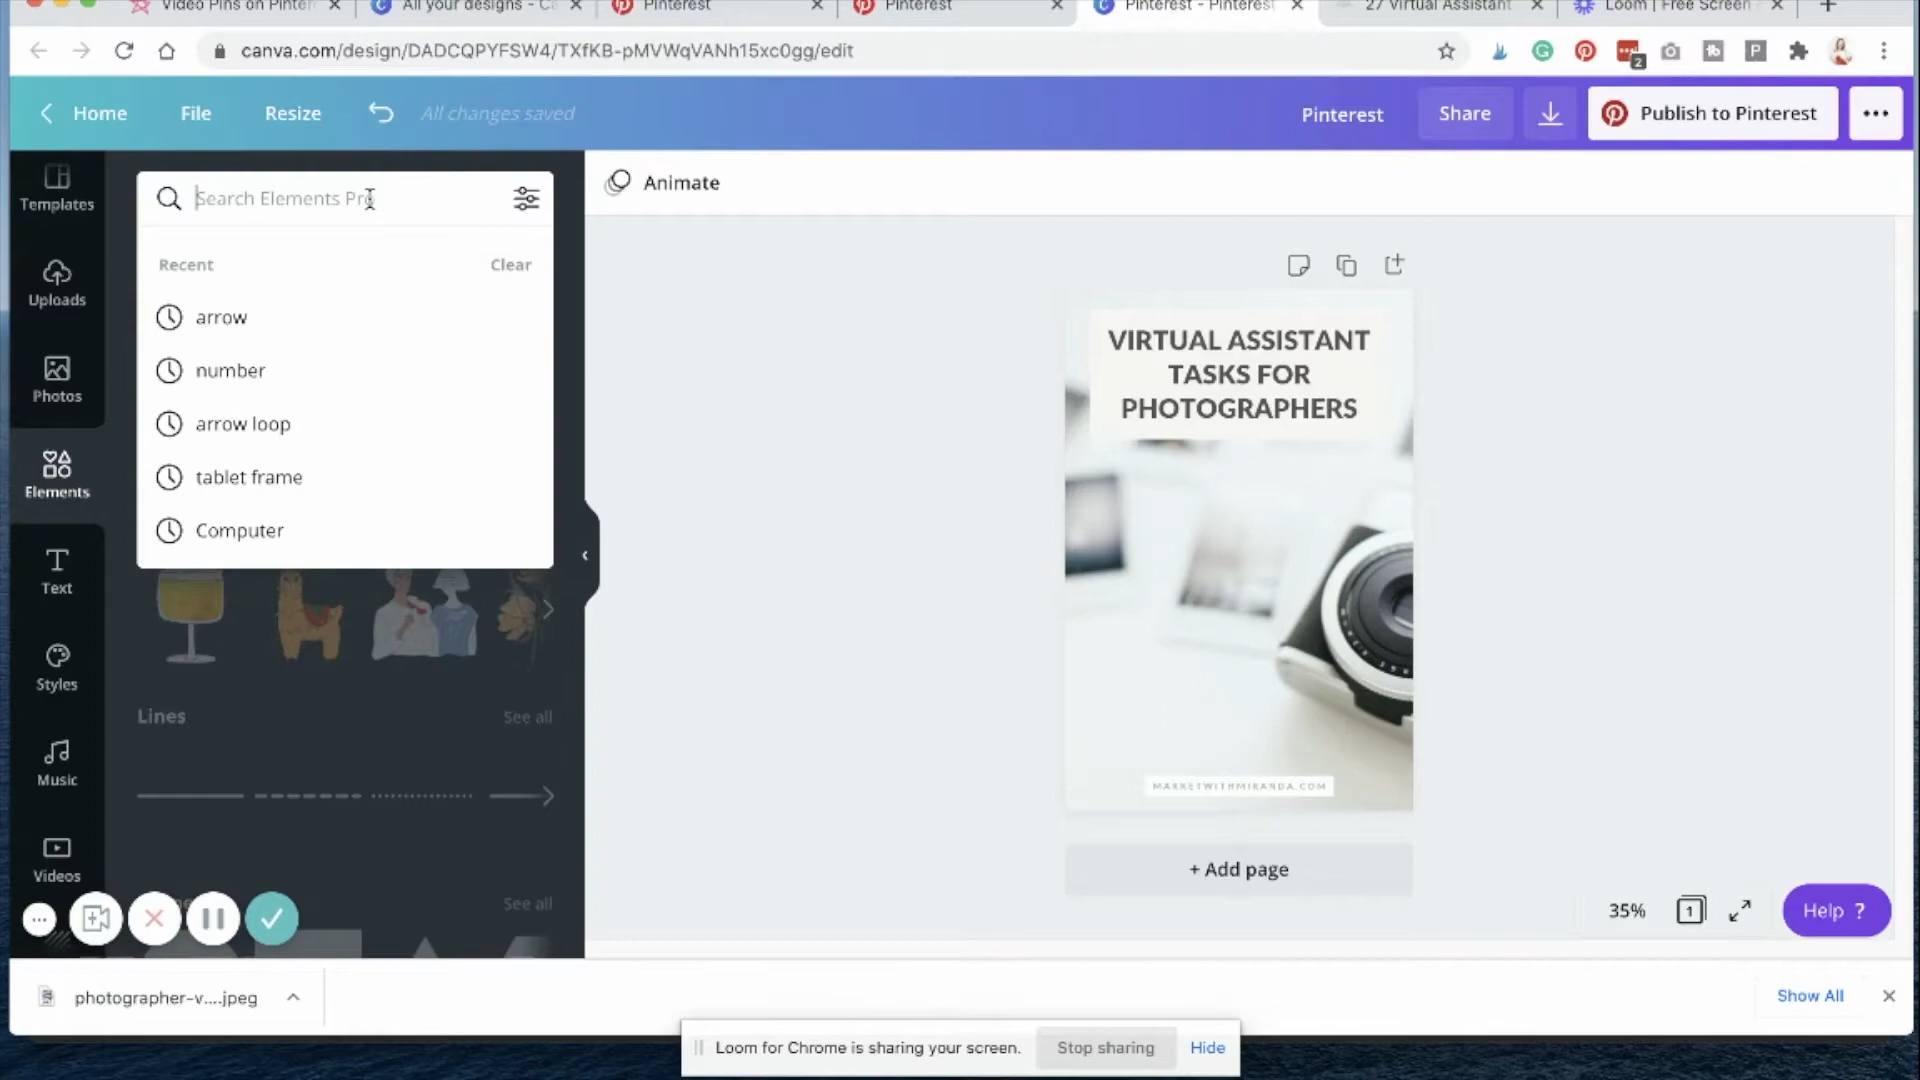 Video Pins on Pinter
All your designs - Ca
Pinterest
Pinterest
Pinterest - Pinterest
27 Virtual Assistant
Loom | Free Screen
canva.com/design/DADCQPYFSW4/TXfKB-pMVWqVANh15xc0gg/edit
2
Home
File
Resize
All changes saved
Pinterest
Share
Publish to Pinterest
Templates
Uploads
Photos
Elements
Text
Styles
Music
Videos
Search Elements Pro
Recent
Clear
arrow
number
arrow loop
tablet frame
Computer
Lines
See all
See all
Animate
VIRTUAL ASSISTANT
TASKS FOR
PHOTOGRAPHERS
MARKETWITHMIRANDA.COM
+ Add page
35%
1
Help ?
photographer-v....jpeg
Show All
Loom for Chrome is sharing your screen.
Stop sharing
Hide